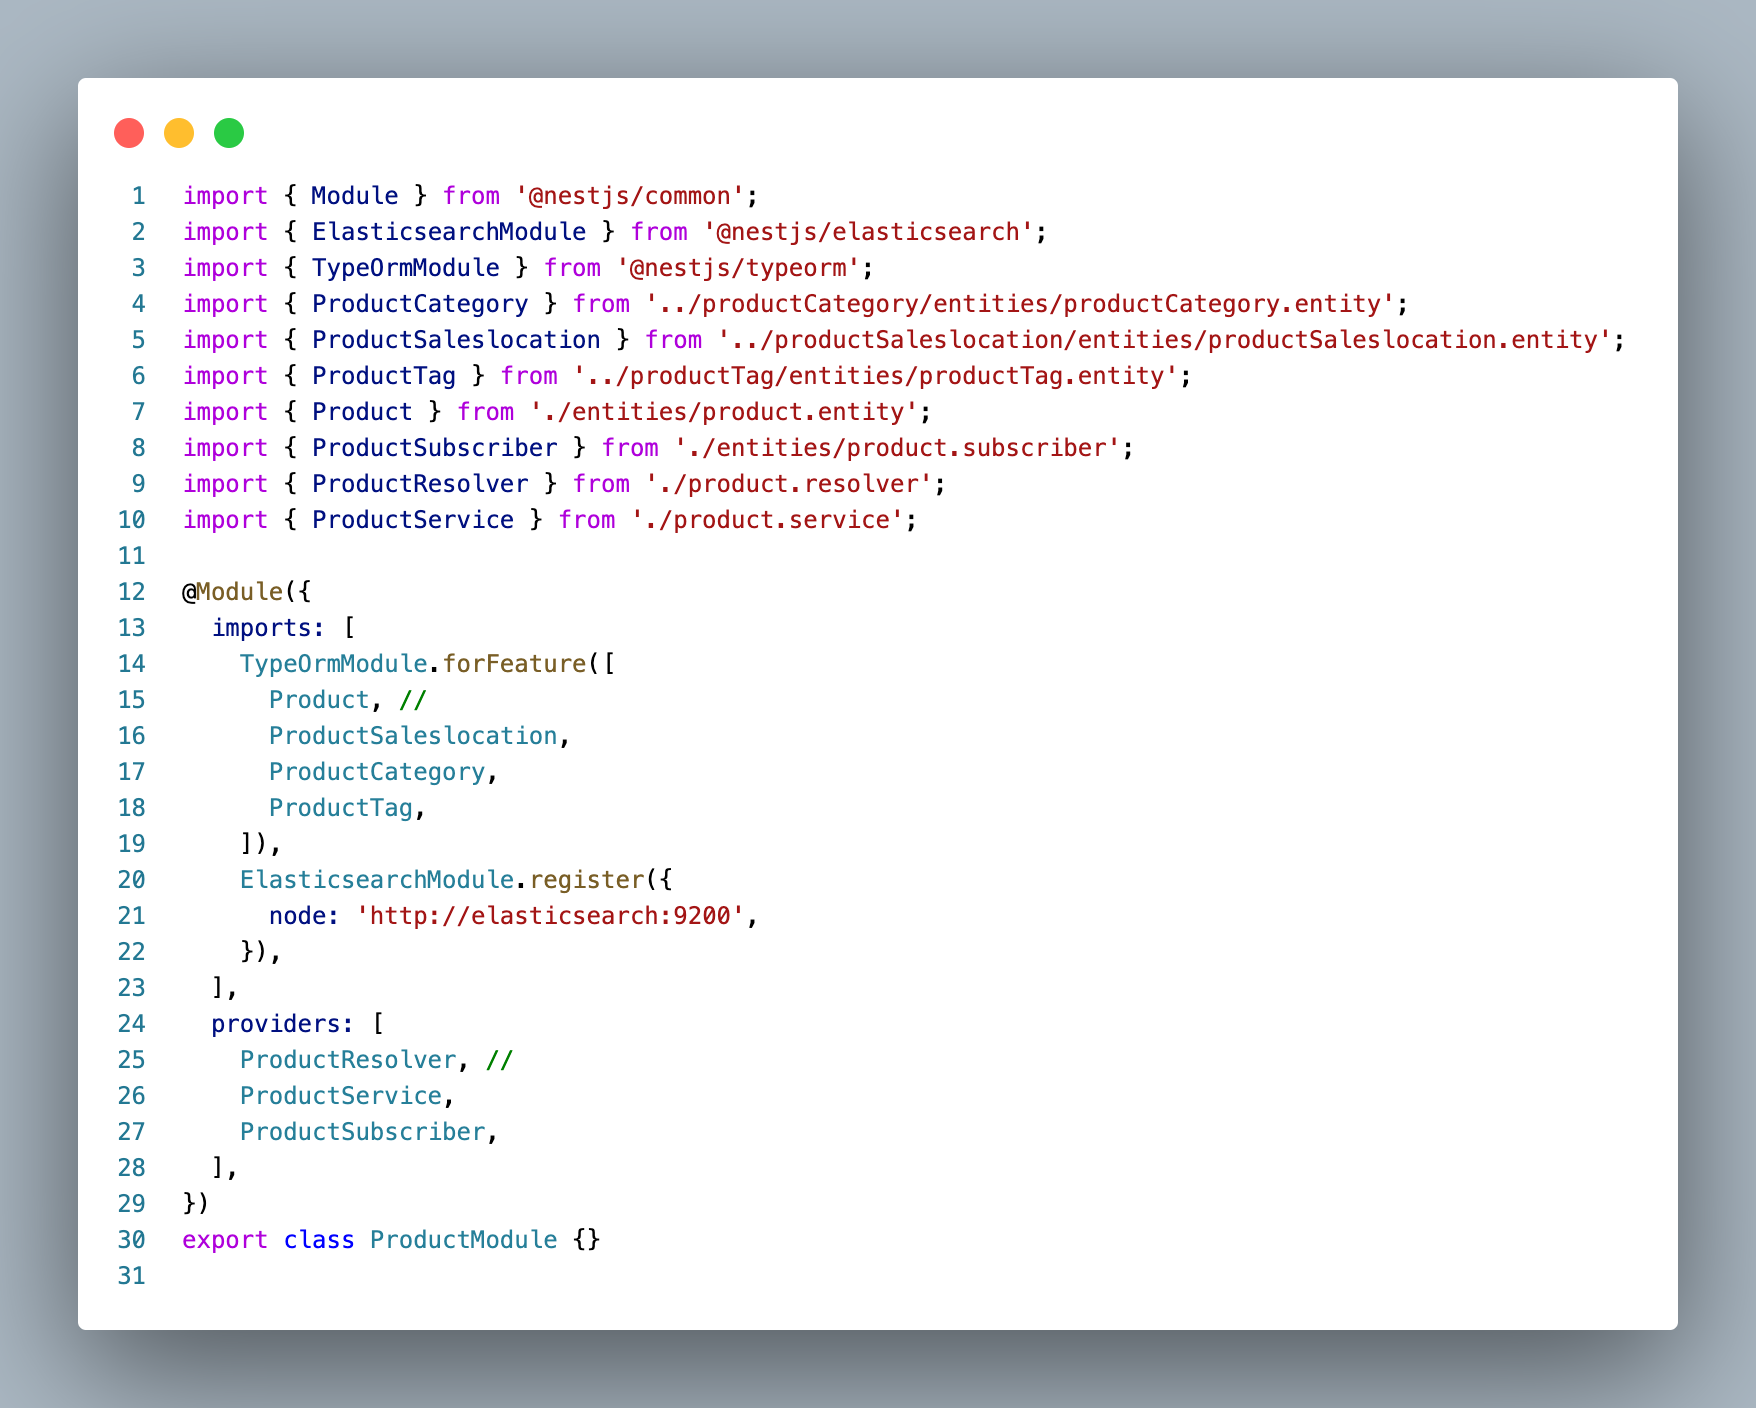 1 import { Module } from '@nestjs/common';
2 import { ElasticsearchModule } from '@nestjs/elasticsearch';
3 import { TypeOrmModule } from '@nestjs/typeorm';
4 import { ProductCategory } from '../productCategory/entities/productCategory.entity';
5 import { ProductSaleslocation } from '../productSaleslocation/entities/productSaleslocation.entity';
6 import { ProductTag } from '../productTag/entities/productTag.entity';
7 import { Product } from './entities/product.entity';
8 import { ProductSubscriber } from './entities/product.subscriber';
9 import { ProductResolver } from './product.resolver';
10 import { ProductService } from './product.service';
11
12 @Module({
13   imports: [
14     TypeOrmModule.forFeature([
15       Product, //
16       ProductSaleslocation,
17       ProductCategory,
18       ProductTag,
19     ]),
20     ElasticsearchModule.register({
21       node: 'http://elasticsearch:9200',
22     }),
23   ],
24   providers: [
25     ProductResolver, //
26     ProductService,
27     ProductSubscriber,
28   ],
29 })
30 export class ProductModule {}
31